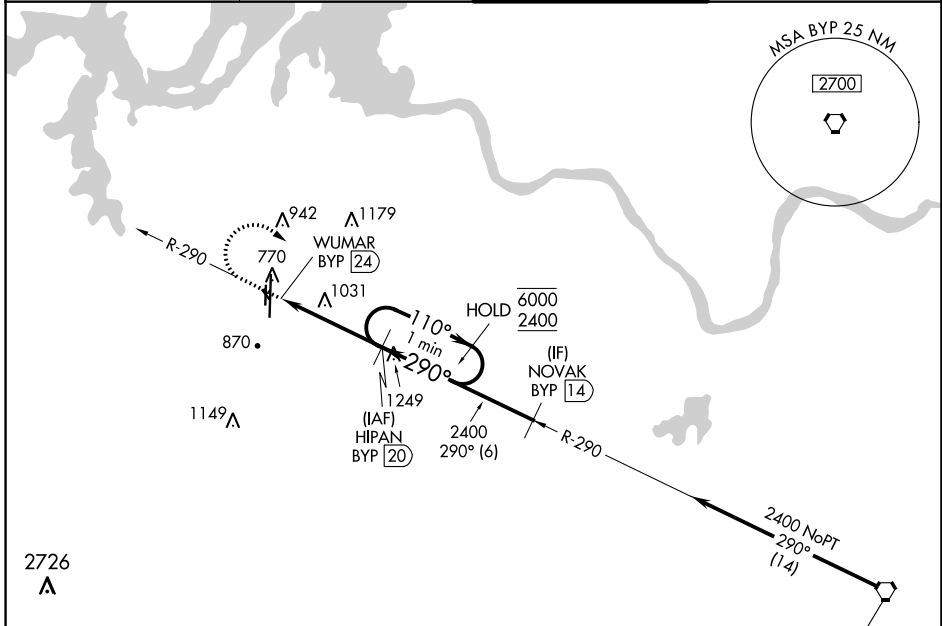 MSA BYP 25 NM
2700
942
1179
WUMAR
BYP 24
770
R-290
1031
HOLD
6000
2400
110°
1 min
290°
870
(IF)
NOVAK
BYP 14
1249
1149
(IAF)
HIPAN
BYP 20
2400
290° (6)
R-290
2400 NoPT
290°
(14)
2726